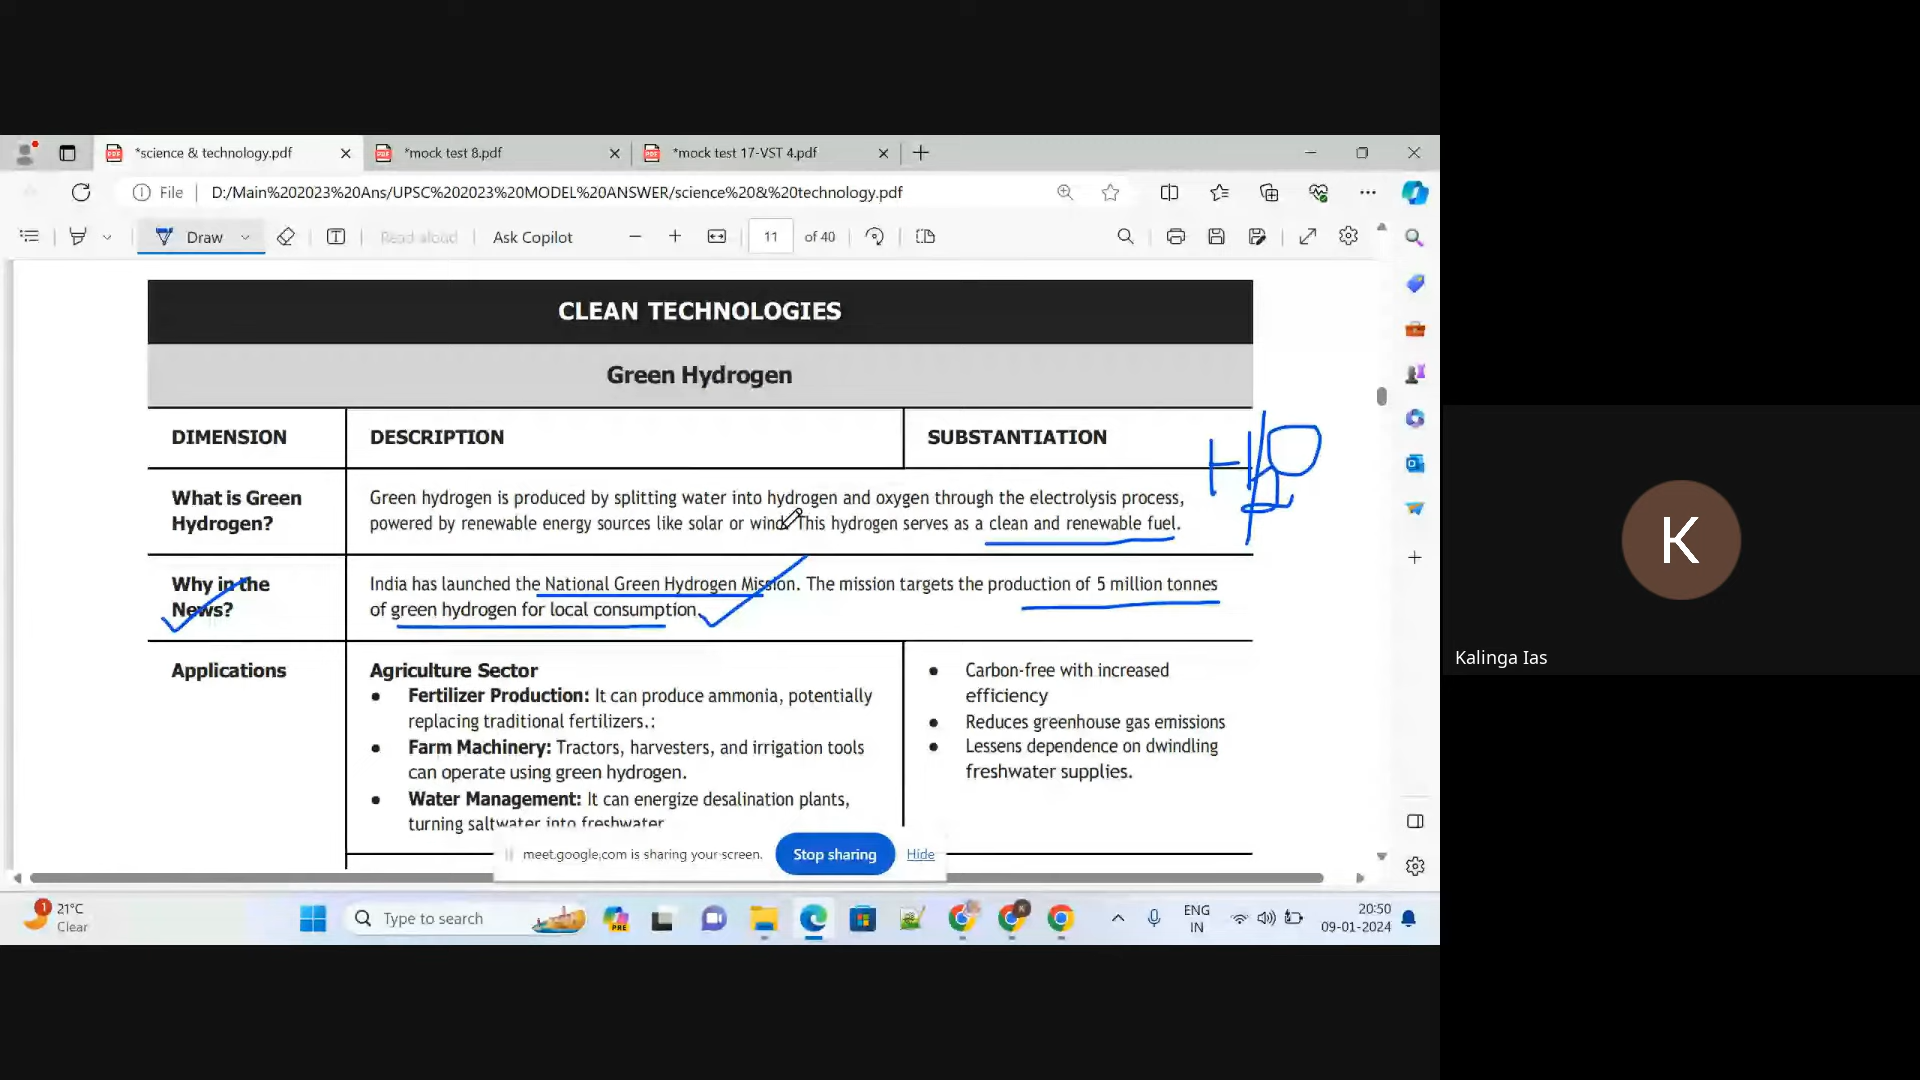 *science & technology.pdf
*mock test 8.pdf
*mock test 17-VST 4.pdf
File
D:/Main%202023%20Ans/UPSC%202023%20MODEL%20ANSWER/science%20&%20technology.pdf
Draw
Read aloud
Ask Copilot
11
of 40
CLEAN TECHNOLOGIES
Green Hydrogen
DIMENSION
DESCRIPTION
SUBSTANTIATION
H2O
What is Green
Hydrogen?
Green hydrogen is produced by splitting water into hydrogen and oxygen through the electrolysis process,
powered by renewable energy sources like solar or wind. This hydrogen serves as a clean and renewable fuel.
Why in the
News?
India has launched the National Green Hydrogen Mission. The mission targets the production of 5 million tonnes
of green hydrogen for local consumption.
Applications
Agriculture Sector
• Fertilizer Production: It can produce ammonia, potentially
replacing traditional fertilizers.:
• Farm Machinery: Tractors, harvesters, and irrigation tools
can operate using green hydrogen.
• Water Management: It can energize desalination plants,
turning saltwater into freshwater
• Carbon-free with increased
efficiency
• Reduces greenhouse gas emissions
• Lessens dependence on dwindling
freshwater supplies.
meet.google.com is sharing your screen.
Stop sharing
Hide
Kalinga Ias
K
1
21°C
Clear
Type to search
PRE
K
ENG
IN
20:50
09-01-2024